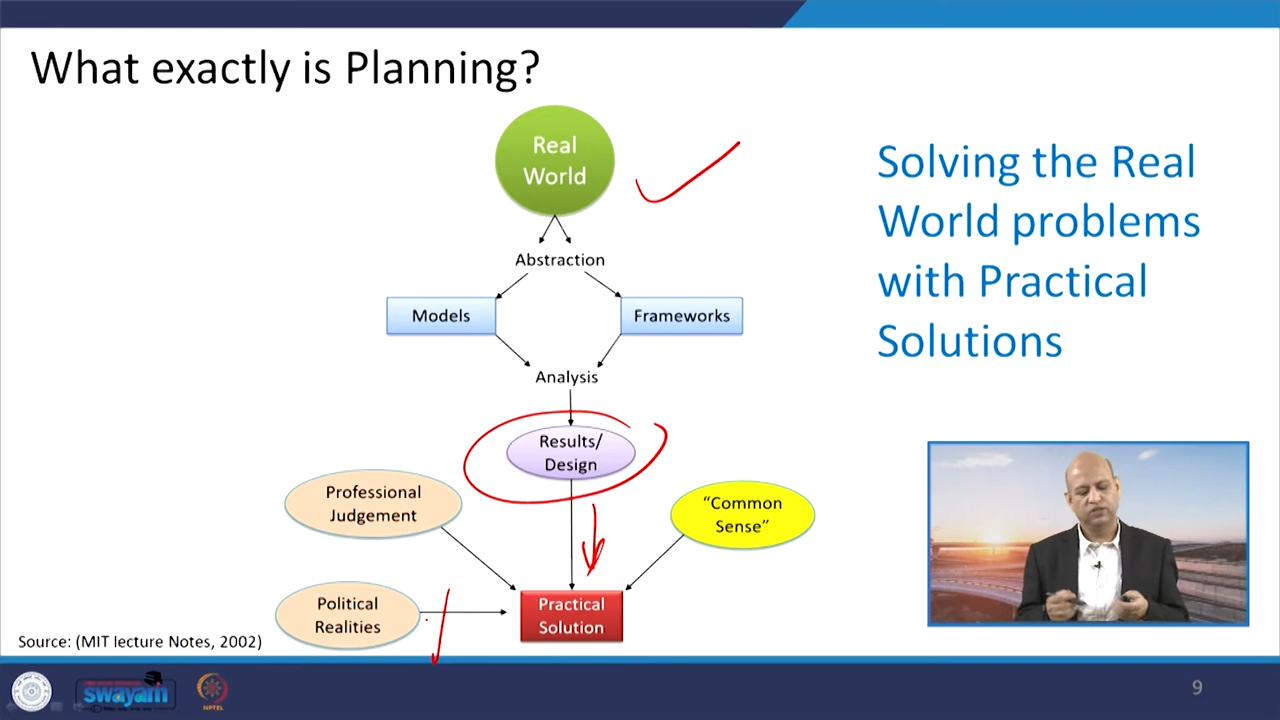 What exactly is Planning?
Real
World
Abstraction
Models
Frameworks
Analysis
Results/
Design
Professional
Judgement
“Common
Sense”
Political
Realities
Practical
Solution
Solving the Real
World problems
with Practical
Solutions
Source: (MIT lecture Notes, 2002)
swayam
NPTEL
9